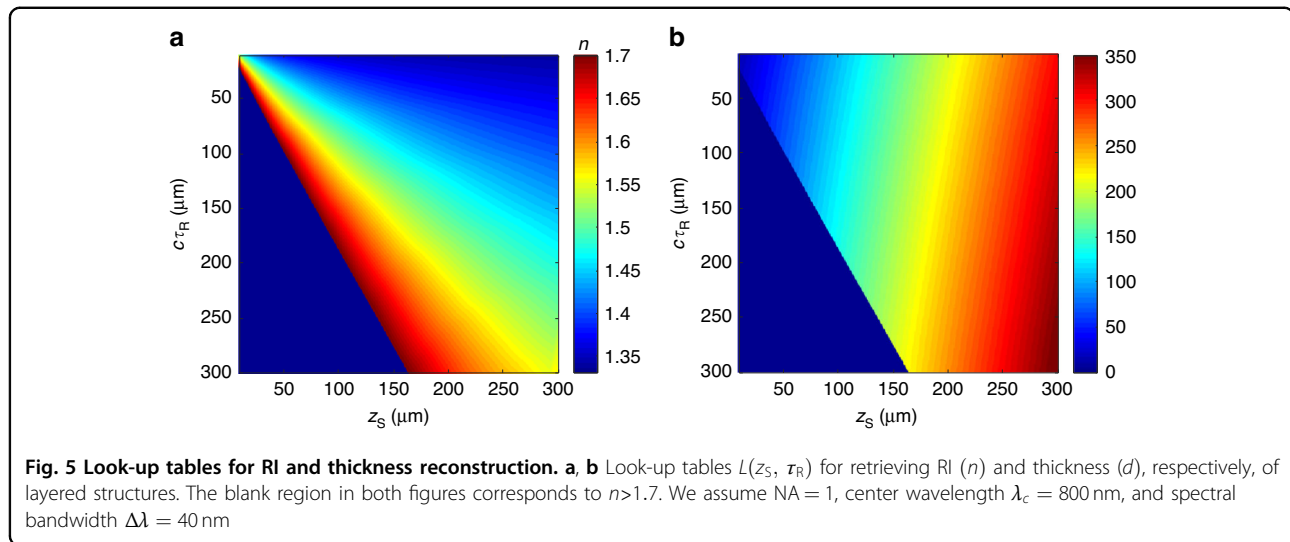 a
n
1.7
1.65
1.6
1.55
1.5
1.45
1.4
1.35
50
100
150
200
250
300
cτR (μm)
50 100 150 200 250 300
zS (μm)
b
350
300
250
200
150
100
50
0
50
100
150
200
250
300
cτR (μm)
50 100 150 200 250 300
zS (μm)
Fig. 5 Look-up tables for RI and thickness reconstruction. a, b Look-up tables L(zS, τR) for retrieving RI (n) and thickness (d), respectively, of
layered structures. The blank region in both figures corresponds to n>1.7. We assume NA = 1, center wavelength λc = 800 nm, and spectral
bandwidth Δλ = 40 nm